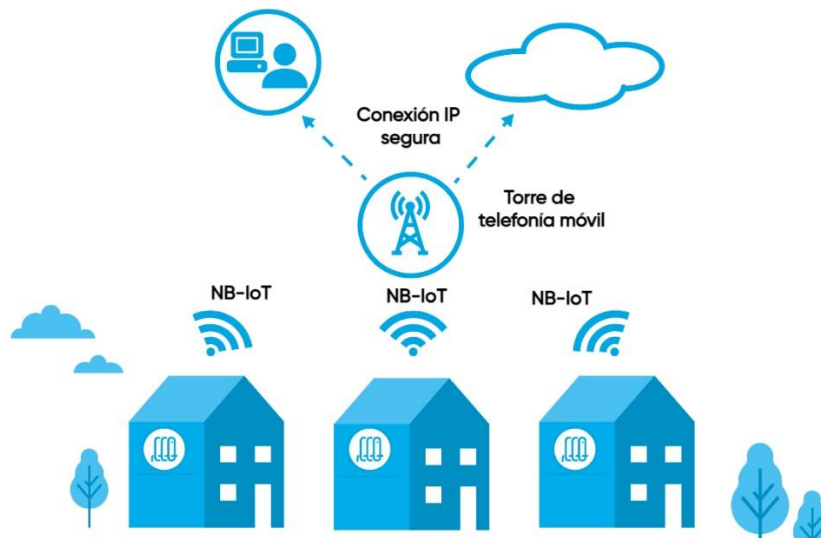 Conexión IP
segura
Torre de
telefonía móvil
NB-IoT
NB-IoT
NB-IoT